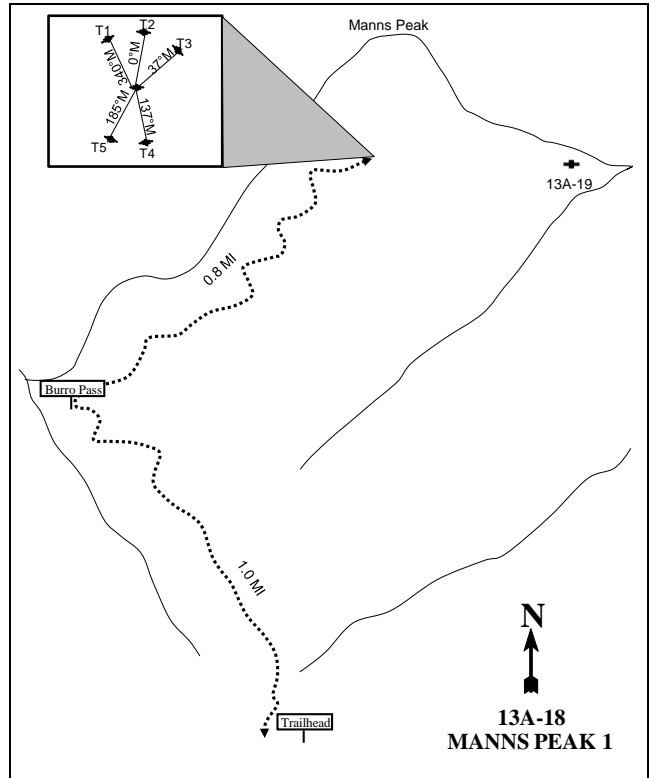 T1
T2
T3
340°M
0°M
37°M
185°M
137°M
T5
T4
Manns Peak
13A-19
0.8 MI
Burro Pass
1.0 MI
Trailhead
N
13A-18
MANNS PEAK 1